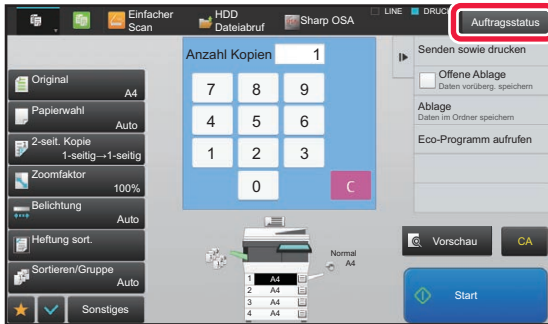 Einfacher
Scan
HDD
Dateiabruf
Sharp OSA
LINE
DRUC
Auftragsstatus
Anzahl Kopien
1
Senden sowie drucken
Offene Ablage
Daten vorüberg. speichern
Ablage
Daten im Ordner speichern
Eco-Programm aufrufen
Original
A4
Papierwahl
Auto
2-seit. Kopie
1-seitig→1-seitig
Zoomfaktor
100%
Belichtung
Auto
Heftung sort.
Sortieren/Gruppe
Auto
Sonstiges
7 8 9
4 5 6
1 2 3
0 C
Normal
A4
1 A4
2 A4
3 A4
4 A4
Vorschau
CA
Start